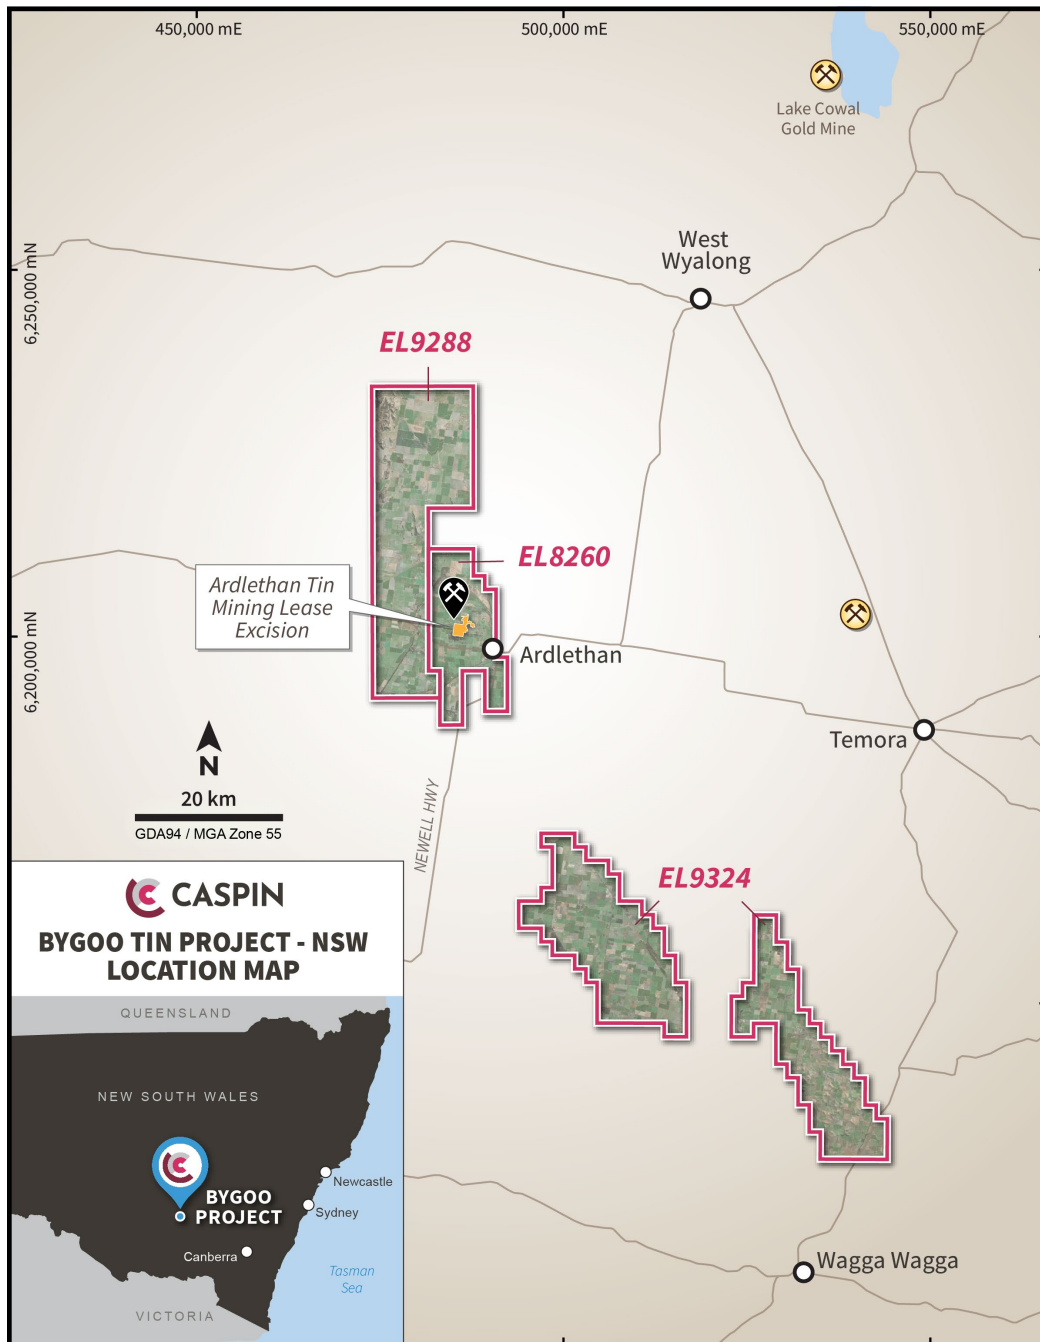 450,000 mE
500,000 mE
550,000 mE
Lake Cowal
Gold Mine
West
Wyalong
6,250,000 mN
EL9288
EL8260
Ardlethan Tin
Mining Lease
Excision
Ardlethan
6,200,000 mN
Temora
N
20 km
GDA94 / MGA Zone 55
NEWELL HWY
EL9324
CASPIN
BYGOO TIN PROJECT - NSW
LOCATION MAP
QUEENSLAND
NEW SOUTH WALES
BYGOO
PROJECT
Newcastle
Sydney
Canberra
Tasman
Sea
VICTORIA
Wagga Wagga